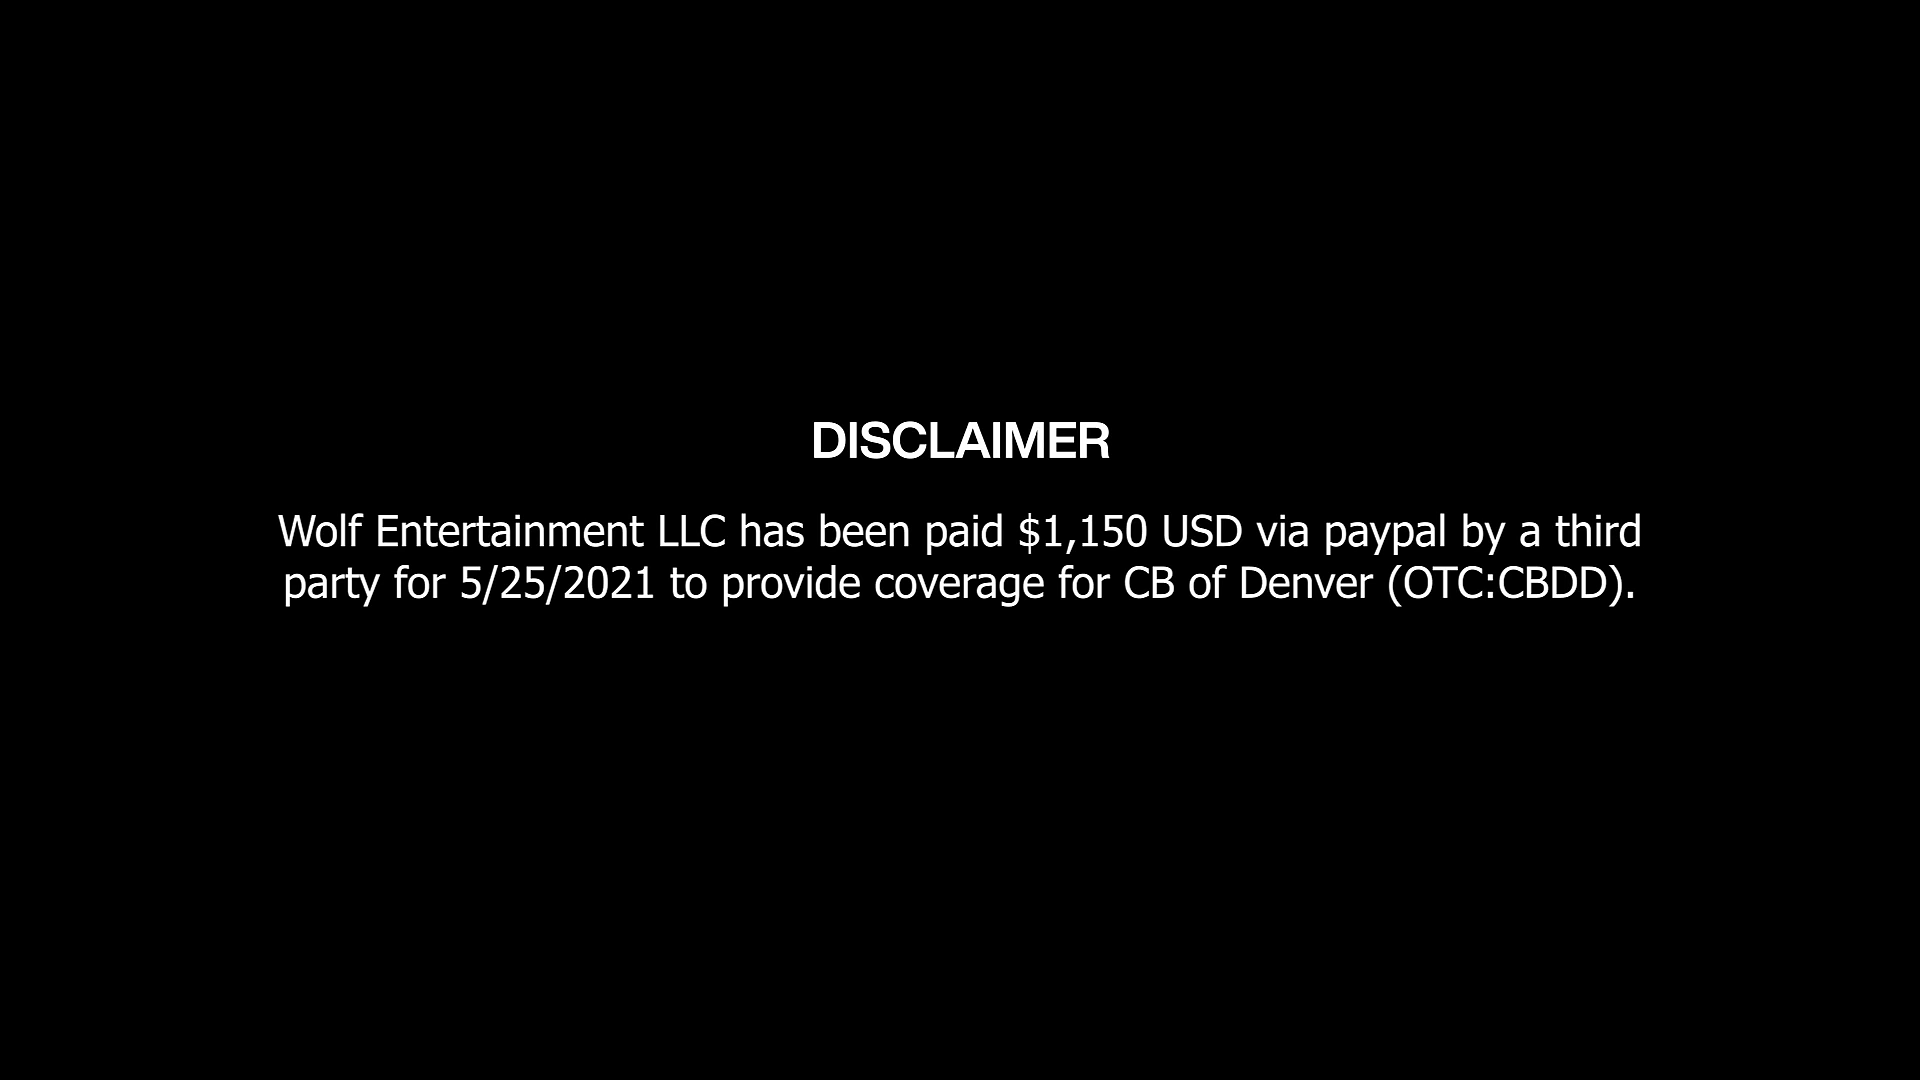 DISCLAIMER
Wolf Entertainment LLC has been paid $1,150 USD via paypal by a third
party for 5/25/2021 to provide coverage for CB of Denver (OTC:CBDD).